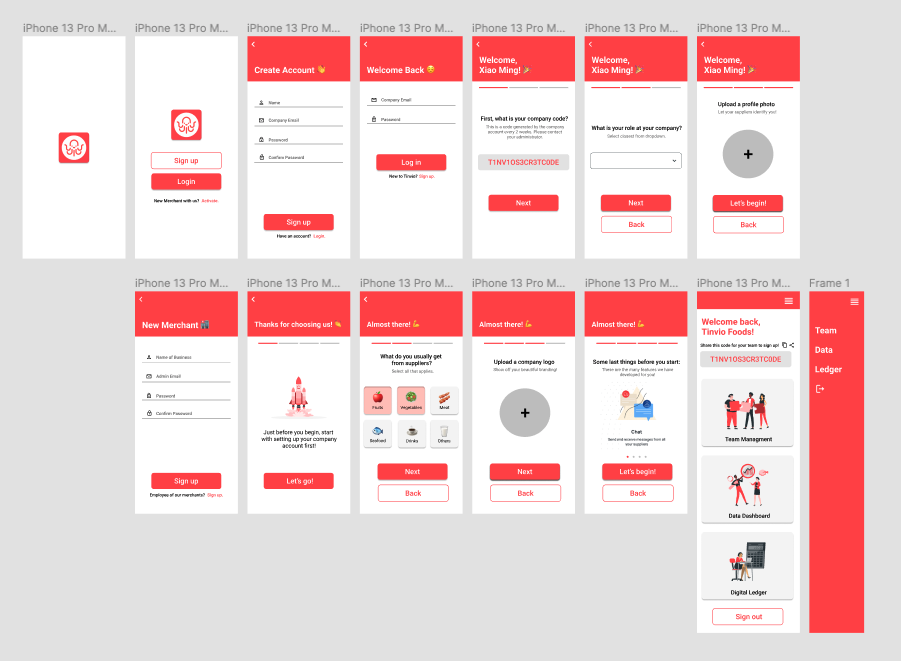 iPhone 13 Pro M...
iPhone 13 Pro M...
iPhone 13 Pro M...
iPhone 13 Pro M...
iPhone 13 Pro M...
iPhone 13 Pro M...
iPhone 13 Pro M...
Sign up
Login
New Merchant with us? Activate.
Create Account 👋
Name
Company Email
Password
Confirm Password
Sign up
Have an account? Login.
Welcome Back 😊
Company Email
Password
Log in
New to Tinvio? Sign up.
Welcome,
Xiao Ming! 🎉
First, what is your company code?
This is a code generated by the company
account every 2 weeks. Please contact
your administrator.
T1NV1OS3CR3TC0DE
Next
Welcome,
Xiao Ming! 🎉
What is your role at your company?
Select closest from dropdown.
Next
Back
Welcome,
Xiao Ming! 🎉
Upload a profile photo
Let your suppliers identify you!
+
Let's begin!
Back
iPhone 13 Pro M...
iPhone 13 Pro M...
iPhone 13 Pro M...
iPhone 13 Pro M...
iPhone 13 Pro M...
iPhone 13 Pro M...
Frame 1
New Merchant
Name of Business
Admin Email
Password
Confirm Password
Sign up
Employee of our merchants? Sign up.
Thanks for choosing us!
Just before you begin, start
with setting up your company
account first!
Let's go!
Almost there! 💪
What do you usually get
from suppliers?
Select all that applies.
Fruits
Vegetables
Meat
Seafood
Drinks
Others
Next
Back
Almost there! 💪
Upload a company logo
Show off your beautiful branding!
+
Next
Back
Almost there! 💪
Some last things before you start:
There are the many features we have
developed for you!
Chat
Send and receive messages from all
your suppliers
Let's begin!
Back
Welcome back,
Tinvio Foods!
Share this code for your team to sign up!
T1NV1OS3CR3TC0DE
Team Managment
Data Dashboard
Digital Ledger
Sign out
Team
Data
Ledger